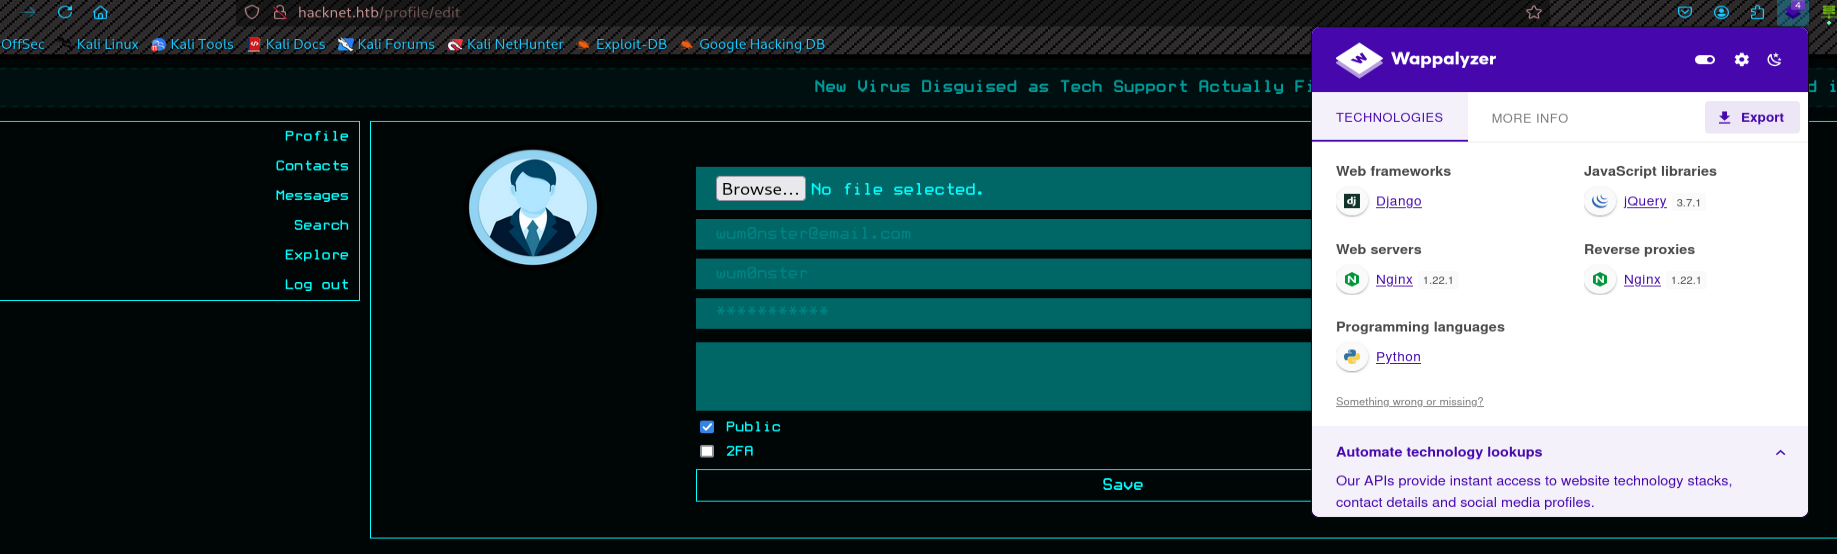 hacknet.htb/profile/edit
4
OffSec Kali Linux Kali Tools Kali Docs Kali Forums Kali NetHunter Exploit-DB Google Hacking DB
Wappalyzer
New Virus Disguised as Tech Support Actually Fi
d i
TECHNOLOGIES MORE INFO Export
Profile
Contacts
Messages
Search
Explore
Log out
Browse... No file selected.
wum0nster@email.com
wum0nster
***********
Public
2FA
Save
Web frameworks
dj Django
JavaScript libraries
jQuery 3.7.1
Web servers
N Nginx 1.22.1
Reverse proxies
N Nginx 1.22.1
Programming languages
Python
Something wrong or missing?
Automate technology lookups
Our APIs provide instant access to website technology stacks,
contact details and social media profiles.